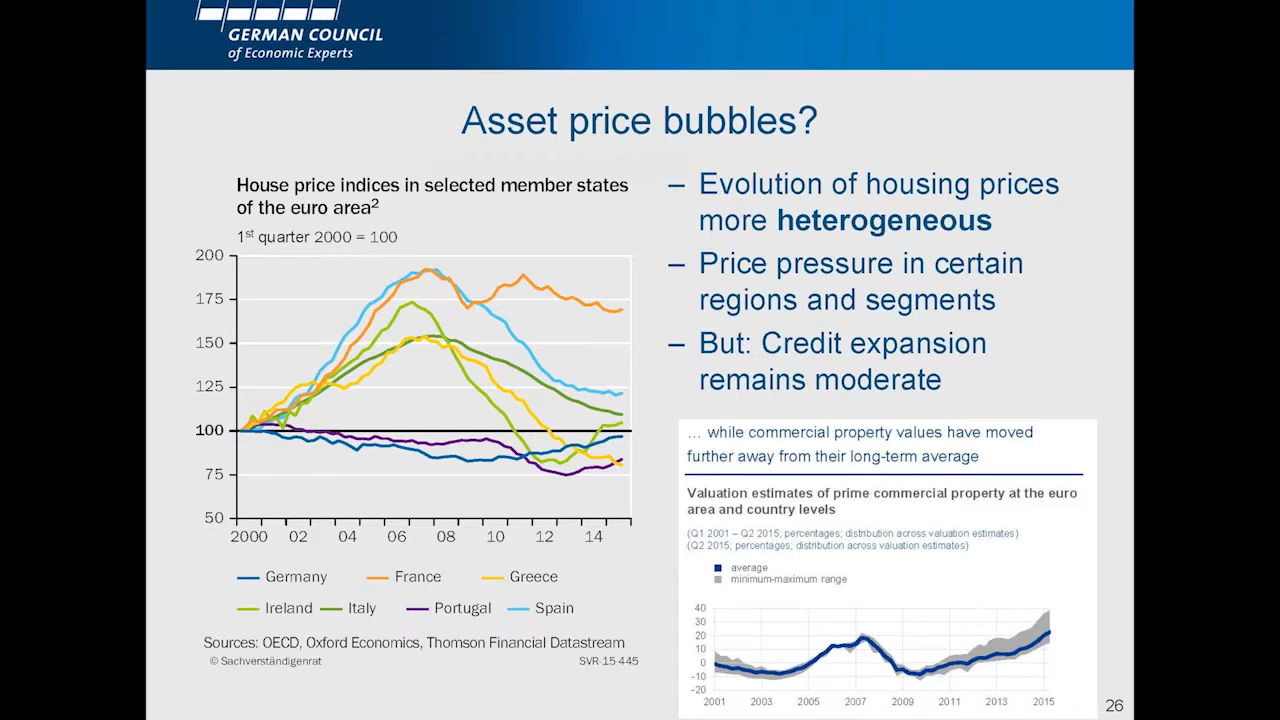 GERMAN COUNCIL
of Economic Experts
Asset price bubbles?
House price indices in selected member states
of the euro area2
1st quarter 2000 = 100
200
175
150
125
100
75
50
2000 02 04 06 08 10 12 14
Germany France Greece
Ireland Italy Portugal Spain
Sources: OECD, Oxford Economics, Thomson Financial Datastream
© Sachverständigenrat SVR-15-445
– Evolution of housing prices
more heterogeneous
– Price pressure in certain
regions and segments
– But: Credit expansion
remains moderate
… while commercial property values have moved
further away from their long-term average
Valuation estimates of prime commercial property at the euro
area and country levels
(Q1 2001 – Q2 2015; percentages; distribution across valuation estimates)
(Q2 2015; percentages; distribution across valuation estimates)
average
minimum-maximum range
40
30
20
10
0
-10
-20
2001 2003 2005 2007 2009 2011 2013 2015
26